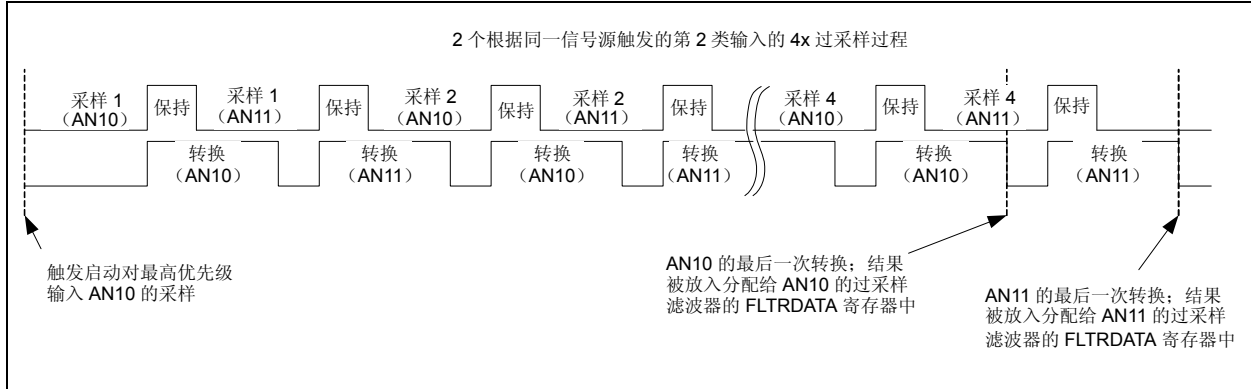 2 个根据同一信号源触发的第 2 类输入的 4x 过采样过程
采样 1
（AN10）
保持
采样 1
（AN11）
保持
采样 2
（AN10）
保持
采样 2
（AN11）
保持
采样 4
（AN10）
保持
采样 4
（AN11）
保持
转换
（AN10）
转换
（AN11）
转换
（AN10）
转换
（AN11）
转换
（AN10）
转换
（AN11）
触发启动对最高优先级
输入 AN10 的采样
AN10 的最后一次转换；结果
被放入分配给 AN10 的过采样
滤波器的 FLTRDATA 寄存器中
AN11 的最后一次转换；结果
被放入分配给 AN11 的过采样
滤波器的 FLTRDATA 寄存器中